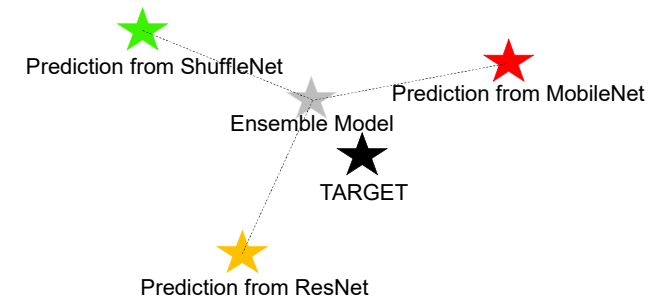 Prediction from ShuffleNet
Prediction from MobileNet
Ensemble Model
TARGET
Prediction from ResNet